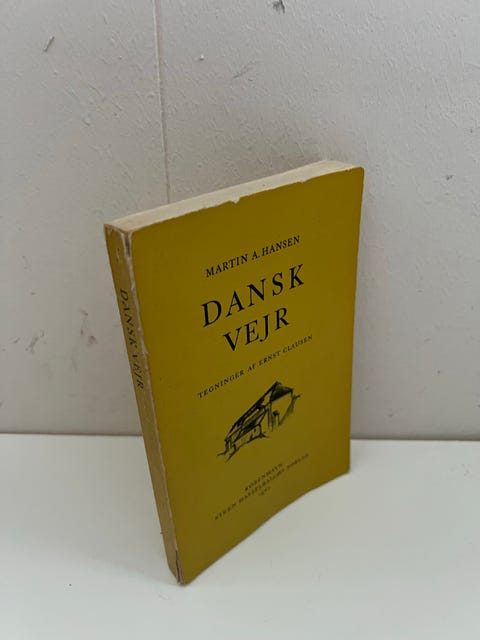 MARTIN A. HANSEN
DANSK
VEJR
TEGNINGER AF ERNST CLAUSEN
KØBENHAVN
STEEN HASSELBALCHS FORLAG
DANSK VEJR